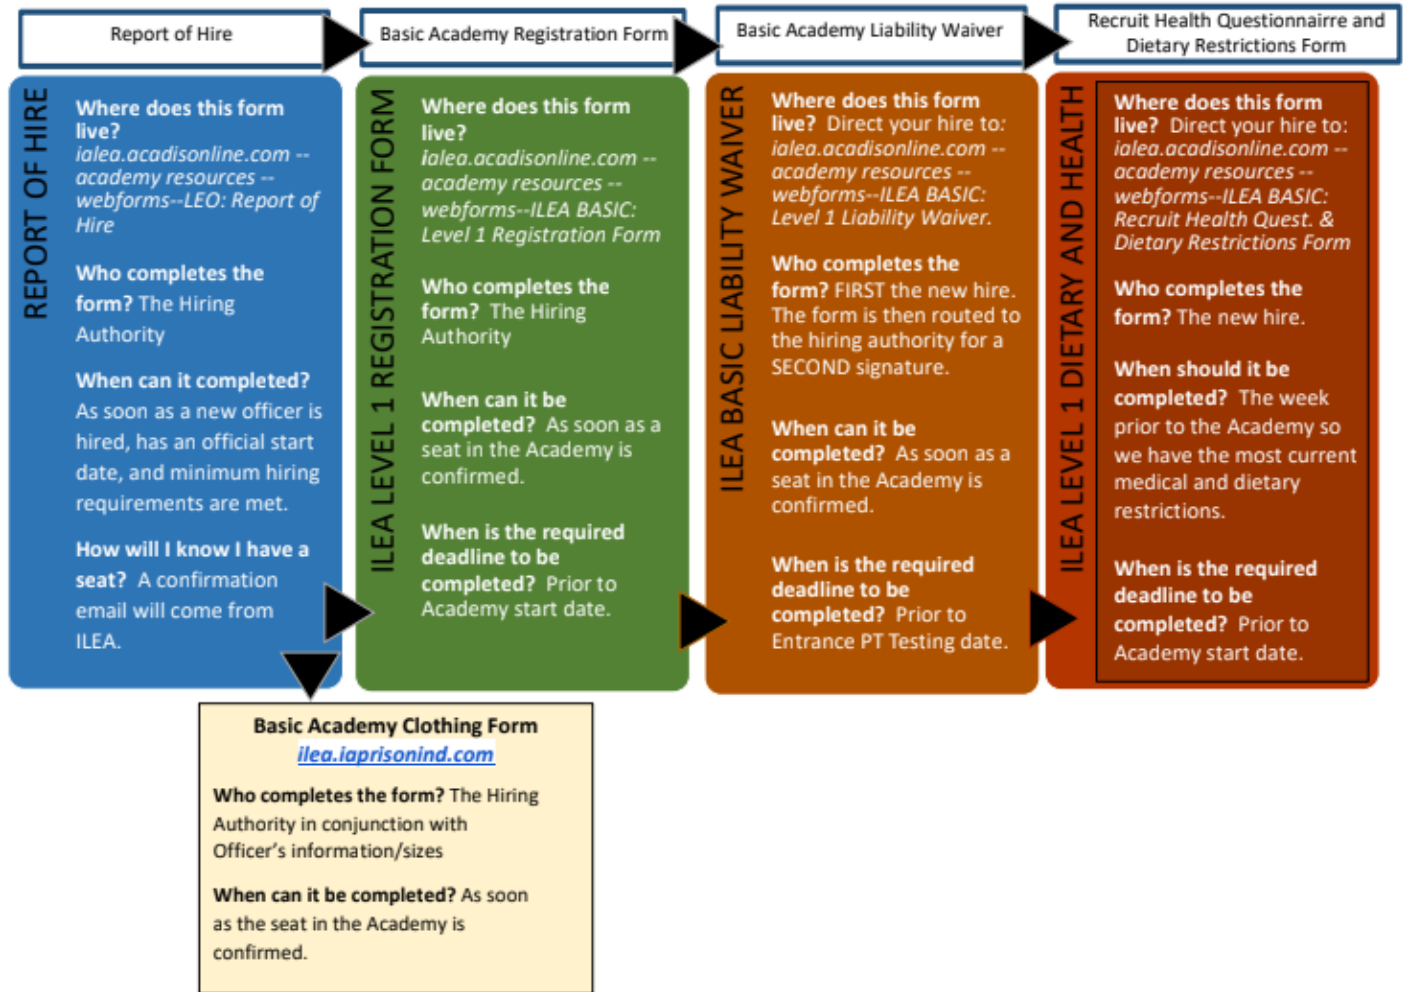 Report of Hire
Basic Academy Registration Form
Basic Academy Liability Waiver
Recruit Health Questionnairre and
Dietary Restrictions Form
REPORT OF HIRE
Where does this form
live?
ialea.acadisonline.com --
academy resources --
webforms--LEO: Report of
Hire
Who completes the
form? The Hiring
Authority
When can it completed?
As soon as a new officer is
hired, has an official start
date, and minimum hiring
requirements are met.
How will I know I have a
seat? A confirmation
email will come from
ILEA.
ILEA LEVEL 1 REGISTRATION FORM
Where does this form
live?
ialea.acadisonline.com --
academy resources --
webforms--ILEA BASIC:
Level 1 Registration Form
Who completes the
form? The Hiring
Authority
When can it be
completed? As soon as a
seat in the Academy is
confirmed.
When is the required
deadline to be
completed? Prior to
Academy start date.
ILEA BASIC LIABILITY WAIVER
Where does this form
live? Direct your hire to:
ialea.acadisonline.com --
academy resources --
webforms--ILEA BASIC:
Level 1 Liability Waiver.
Who completes the
form? FIRST the new hire.
The form is then routed to
the hiring authority for a
SECOND signature.
When can it be
completed? As soon as a
seat in the Academy is
confirmed.
When is the required
deadline to be
completed? Prior to
Entrance PT Testing date.
ILEA LEVEL 1 DIETARY AND HEALTH
Where does this form
live? Direct your hire to:
ialea.acadisonline.com --
academy resources --
webforms--ILEA BASIC:
Recruit Health Quest. &
Dietary Restrictions Form
Who completes the
form? The new hire.
When should it be
completed? The week
prior to the Academy so
we have the most current
medical and dietary
restrictions.
When is the required
deadline to be
completed? Prior to
Academy start date.
Basic Academy Clothing Form
ilea.iaprisonind.com
Who completes the form? The Hiring
Authority in conjunction with
Officer's information/sizes
When can it be completed? As soon
as the seat in the Academy is
confirmed.